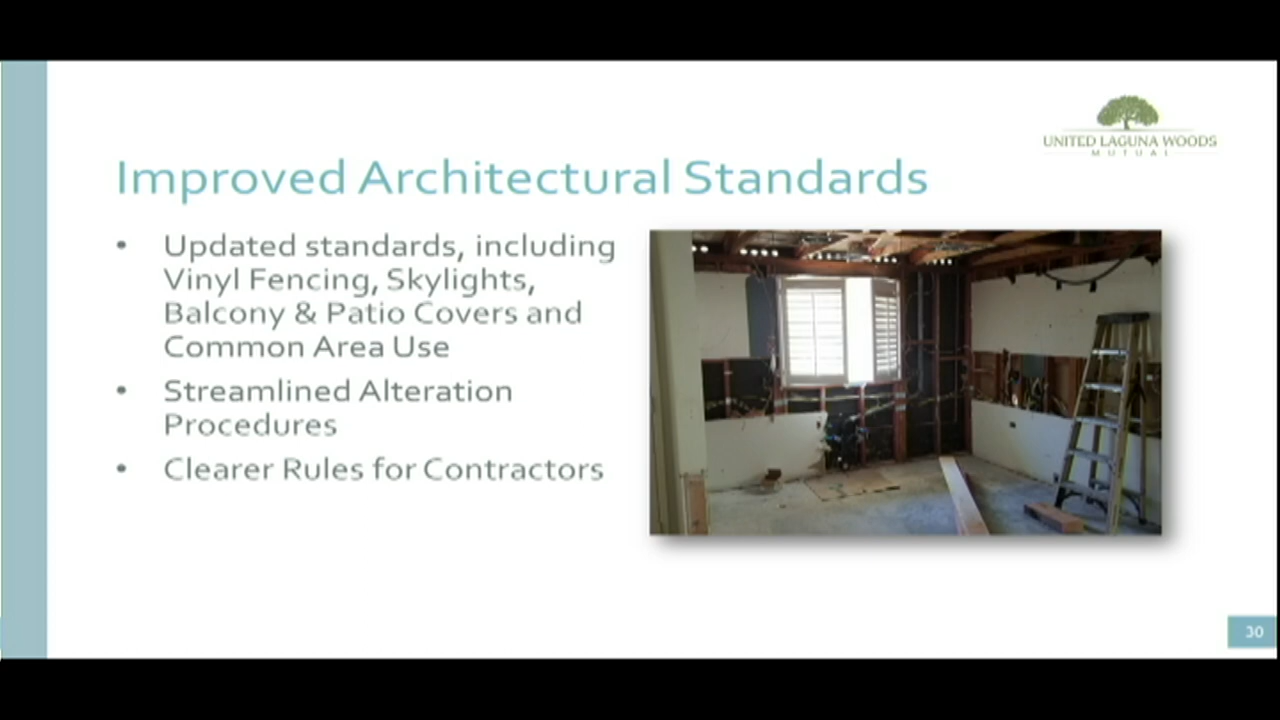 UNITED LAGUNA WOODS
MUTUAL
Improved Architectural Standards
• Updated standards, including
Vinyl Fencing, Skylights,
Balcony & Patio Covers and
Common Area Use
• Streamlined Alteration
Procedures
• Clearer Rules for Contractors
30